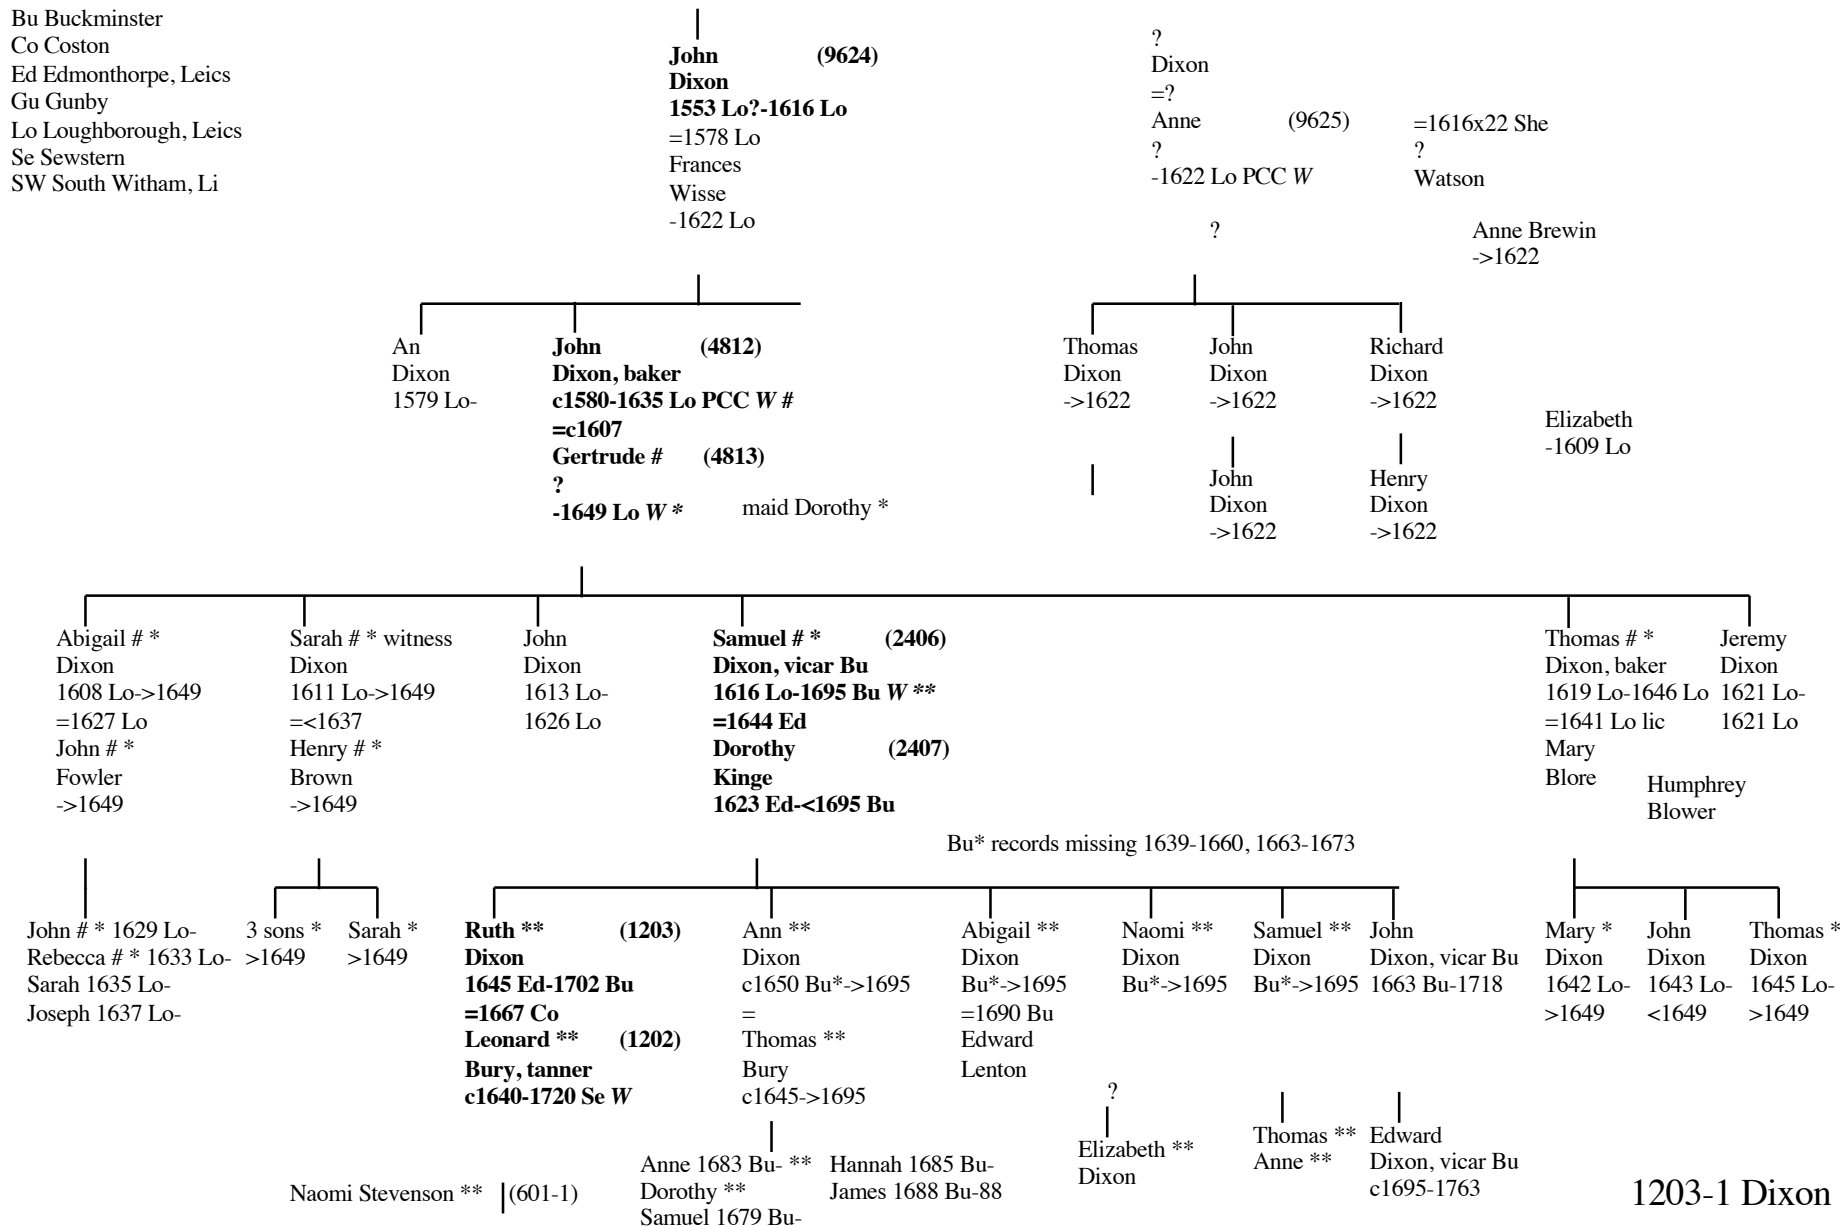 Bu Buckminster
Co Coston
Ed Edmonthorpe, Leics
Gu Gunby
Lo Loughborough, Leics
Se Sewstern
SW South Witham, Li
John (9624)
Dixon
1553 Lo?-1616 Lo
=1578 Lo
Frances
Wisse
-1622 Lo
?
Dixon
=?
Anne (9625)
?
-1622 Lo PCC W
=1616x22 She
?
Watson
?
Anne Brewin
->1622
An
Dixon
1579 Lo-
John (4812)
Dixon, baker
c1580-1635 Lo PCC W #
=c1607
Gertrude # (4813)
?
-1649 Lo W *
maid Dorothy *
Thomas
Dixon
->1622
John
Dixon
->1622
Richard
Dixon
->1622
Elizabeth
-1609 Lo
John
Dixon
->1622
Henry
Dixon
->1622
Abigail # *
Dixon
1608 Lo->1649
=1627 Lo
John # *
Fowler
->1649
Sarah # * witness
Dixon
1611 Lo->1649
=<1637
Henry # *
Brown
->1649
John
Dixon
1613 Lo-
1626 Lo
Samuel # * (2406)
Dixon, vicar Bu
1616 Lo-1695 Bu W **
=1644 Ed
Dorothy (2407)
Kinge
1623 Ed-<1695 Bu
Thomas # *
Dixon, baker
1619 Lo-1646 Lo
=1641 Lo lic
Mary
Blore
Jeremy
Dixon
1621 Lo-
1621 Lo
Humphrey
Blower
Bu* records missing 1639-1660, 1663-1673
John # * 1629 Lo-
Rebecca # * 1633 Lo-
Sarah 1635 Lo-
Joseph 1637 Lo-
3 sons *
>1649
Sarah *
>1649
Ruth ** (1203)
Dixon
1645 Ed-1702 Bu
=1667 Co
Leonard ** (1202)
Bury, tanner
c1640-1720 Se W
Ann **
Dixon
c1650 Bu*->1695
=
Thomas **
Bury
c1645->1695
Abigail **
Dixon
Bu*->1695
=1690 Bu
Edward
Lenton
Naomi **
Dixon
Bu*->1695
Samuel **
Dixon
Bu*->1695
John
Dixon, vicar Bu
1663 Bu-1718
Mary *
Dixon
1642 Lo-
>1649
John
Dixon
1643 Lo-
<1649
Thomas *
Dixon
1645 Lo-
>1649
Naomi Stevenson ** (601-1)
Anne 1683 Bu- **
Dorothy **
Samuel 1679 Bu-
Hannah 1685 Bu-
James 1688 Bu-88
?
Elizabeth **
Dixon
Thomas **
Anne **
Edward
Dixon, vicar Bu
c1695-1763
1203-1 Dixon